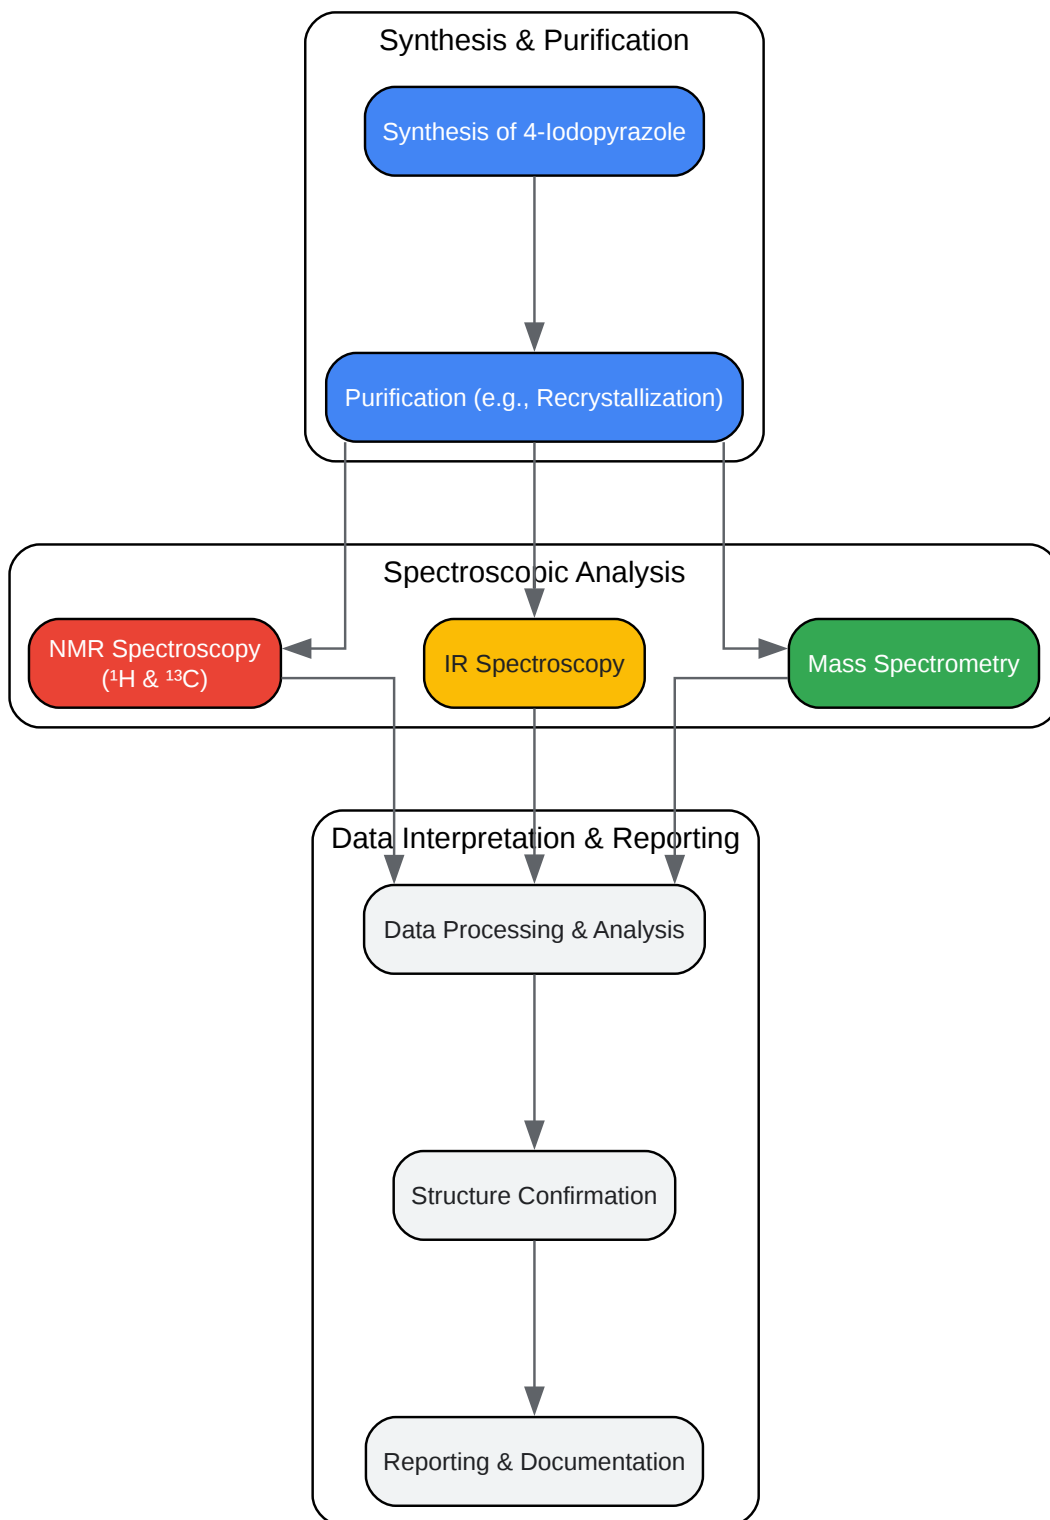 Synthesis & Purification
Synthesis of 4-Iodopyrazole
Purification (e.g., Recrystallization)
Spectroscopic Analysis
NMR Spectroscopy
(¹H & ¹³C)
IR Spectroscopy
Mass Spectrometry
Data Interpretation & Reporting
Data Processing & Analysis
Structure Confirmation
Reporting & Documentation